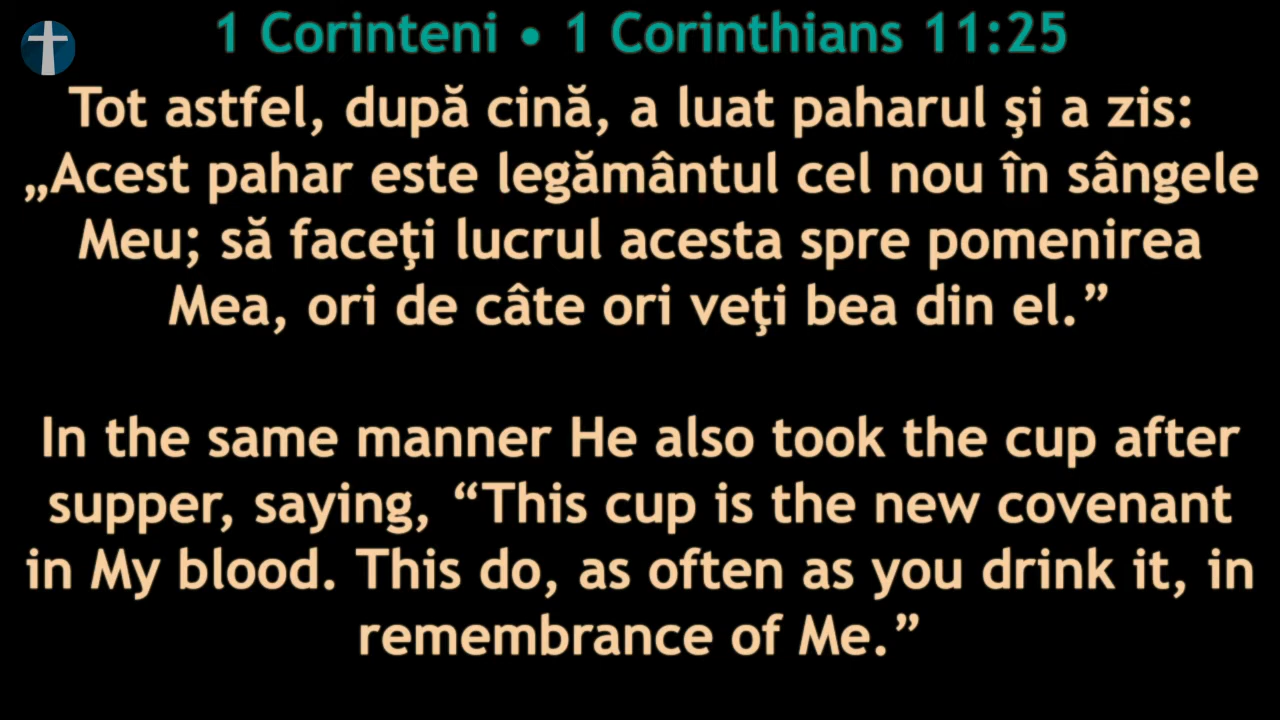 1 Corinteni • 1 Corinthians 11:25
Tot astfel, după cină, a luat paharul şi a zis:
„Acest pahar este legământul cel nou în sângele
Meu; să faceţi lucrul acesta spre pomenirea
Mea, ori de câte ori veţi bea din el.”
In the same manner He also took the cup after
supper, saying, “This cup is the new covenant
in My blood. This do, as often as you drink it, in
remembrance of Me.”